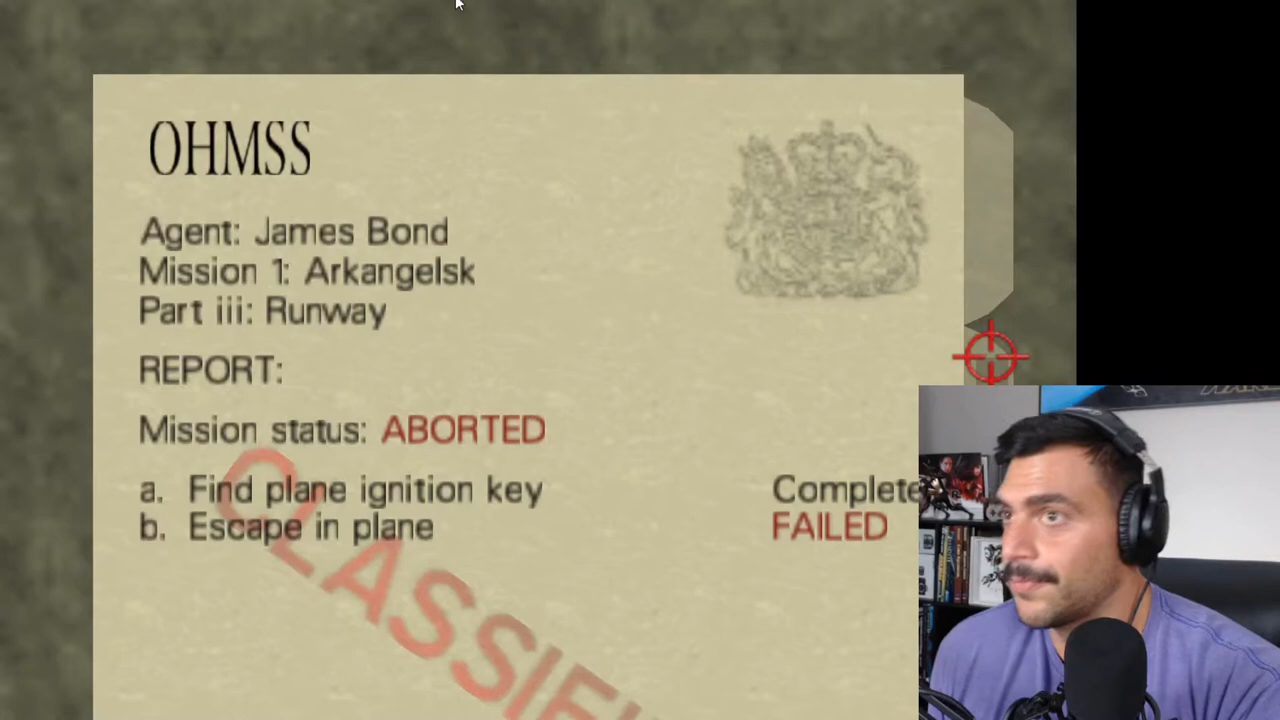 OHMSS
Agent: James Bond
Mission 1: Arkangelsk
Part iii: Runway
REPORT:
Mission status: ABORTED
a. Find plane ignition key Complete
b. Escape in plane FAILED
CLASSIFI